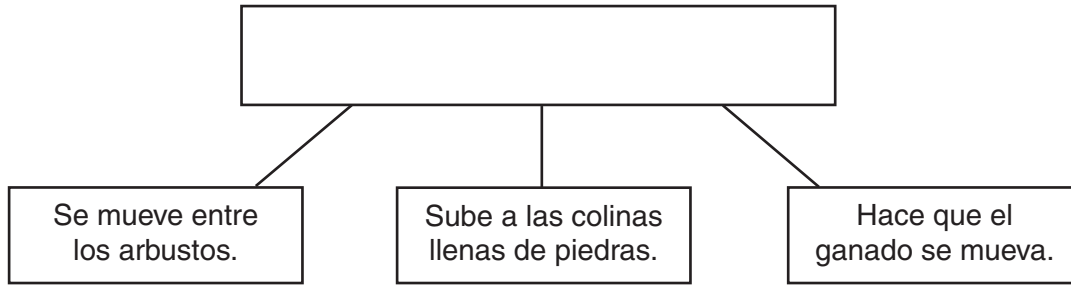 Se mueve entre
los arbustos.
Sube a las colinas
llenas de piedras.
Hace que el
ganado se mueva.